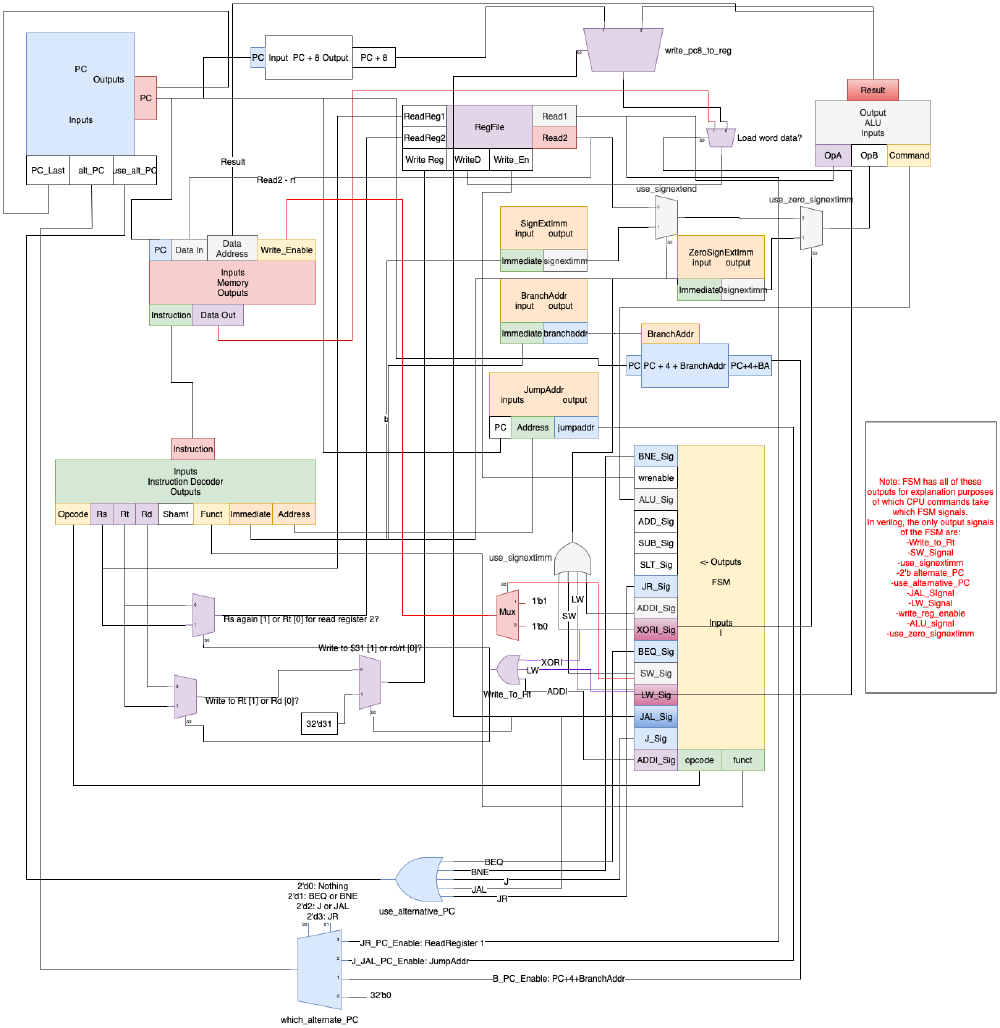 PC
Outputs
Inputs
PC
PC_Last
alt_PC
use_alt_PC
PC
Input PC + 8 Output
PC + 8
write_pc8_to_reg
Load word data?
Result
Output
ALU
Inputs
OpA
OpB
Command
ReadReg1
RegFile
Read1
ReadReg2
Read2
Write Reg
WriteD
Write_En
Result
Read2 - rt
use_signextend
use_zero_signextimm
PC
Data In
Data
Address
Write_Enable
Inputs
Memory
Outputs
Instruction
Data Out
SignExtImm
input output
Immediate
signextimm
ZeroSignExtImm
input output
Immediate
0signextimm
BranchAddr
input output
Immediate
branchaddr
BranchAddr
PC
PC + 4 + BranchAddr
PC+4+BA
JumpAddr
inputs output
PC
Address
jumpaddr
b
Instruction
Inputs
Instruction Decoder
Outputs
Opcode
Rs
Rt
Rd
Shamt
Funct
Immediate
Address
BNE_Sig
wrenable
ALU_Sig
ADD_Sig
SUB_Sig
SLT_Sig
JR_Sig
ADDI_Sig
XORI_Sig
BEQ_Sig
SW_Sig
LW_Sig
JAL_Sig
J_Sig
ADDI_Sig
<- Outputs
FSM
Inputs
|
opcode
funct
Note: FSM has all of these
outputs for explanation purposes
of which CPU commands take
which FSM signals.
In verilog, the only output signals
of the FSM are:
-Write_to_Rt
-SW_Signal
-use_signextimm
-2'b alternate_PC
-use_alternative_PC
-JAL_SIgnal
-LW_Signal
-write_reg_enable
-ALU_signal
-use_zero_signextimm
use_signextimm
LW
SW
Mux
1'b1
1'b0
XORI
LW
ADDI
Write_To_Rt
Rs again [1] or Rt [0] for read register 2?
Write to $31 [1] or rd/rt [0]?
Write to Rt [1] or Rd [0]?
32'd31
BEQ
BNE
J
JAL
JR
use_alternative_PC
2'd0: Nothing
2'd1: BEQ or BNE
2'd2: J or JAL
2'd3: JR
S0
S1
3
JR_PC_Enable: ReadRegister 1
2
J_JAL_PC_Enable: JumpAddr
1
B_PC_Enable: PC+4+BranchAddr
0
32'b0
which_alternate_PC